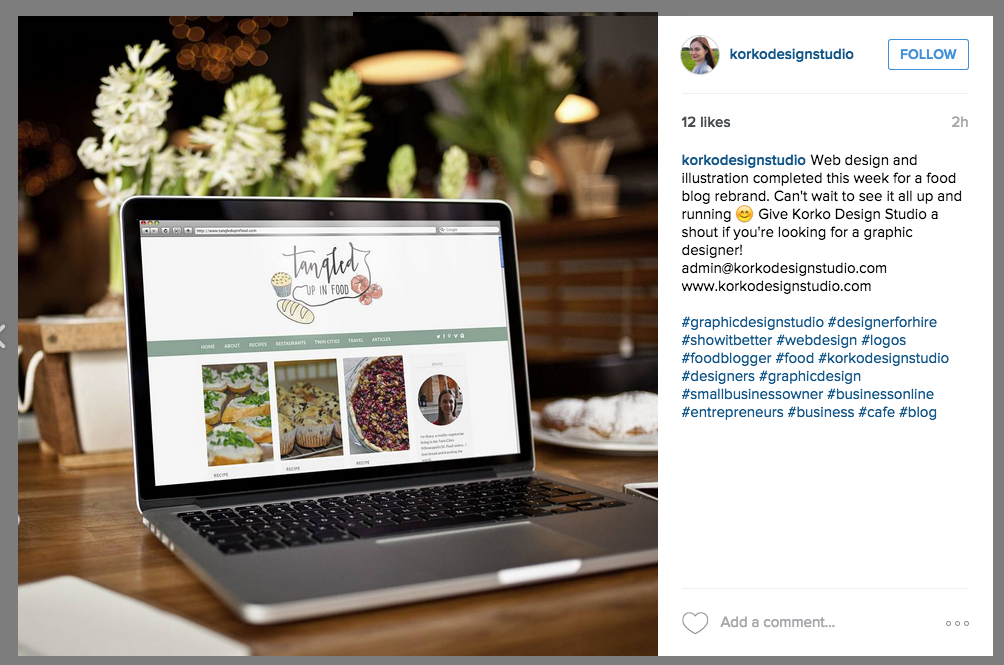 http://www.tangledupinfood.com
Google
tangled
UP IN FOOD
HOME ABOUT RECIPES RESTAURANTS TWIN CITIES TRAVEL ARTICLES
RECIPE RECIPE RECIPE
korkodesignstudio
FOLLOW
12 likes 2h
korkodesignstudio Web design and
illustration completed this week for a food
blog rebrand. Can't wait to see it all up and
running 😊 Give Korko Design Studio a
shout if you're looking for a graphic
designer!
admin@korkodesignstudio.com
www.korkodesignstudio.com
#graphicdesignstudio #designerforhire
#showitbetter #webdesign #logos
#foodblogger #food #korkodesignstudio
#designers #graphicdesign
#smallbusinessowner #businessonline
#entrepreneurs #business #cafe #blog
Add a comment...